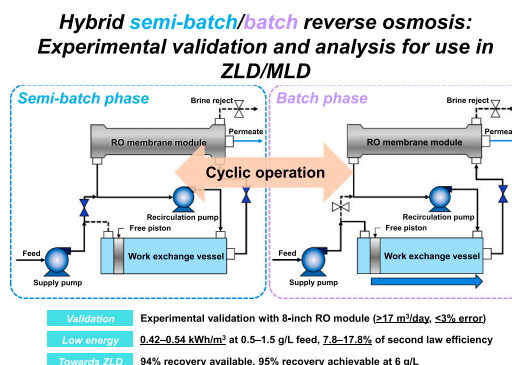 Hybrid semi-batch/batch reverse osmosis:
Experimental validation and analysis for use in
ZLD/MLD
Semi-batch phase
Brine reject
RO membrane module
Permeate
Recirculation pump
Free piston
Feed
Work exchange vessel
Supply pump
Cyclic operation
Batch phase
Brine reject
RO membrane module
Permeate
Recirculation pump
Free piston
Feed
Work exchange vessel
Supply pump
Validation Experimental validation with 8-inch RO module (>17 m³/day, <3% error)
Low energy 0.42–0.54 kWh/m³ at 0.5–1.5 g/L feed, 7.8–17.8% of second law efficiency
Towards ZLD 94% recovery available, 95% recovery achievable at 6 g/L